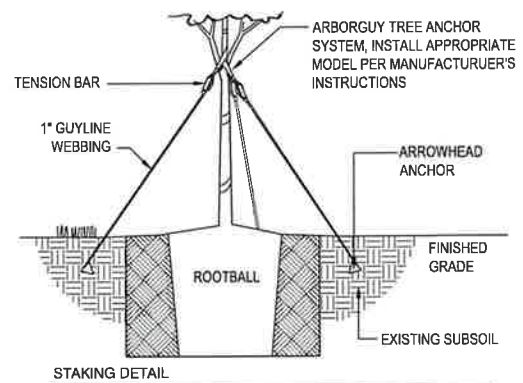 ARBORGUY TREE ANCHOR
SYSTEM, INSTALL APPROPRIATE
MODEL PER MANUFACTURUER'S
INSTRUCTIONS
TENSION BAR
1" GUYLINE
WEBBING
ARROWHEAD
ANCHOR
FINISHED
GRADE
ROOTBALL
EXISTING SUBSOIL
STAKING DETAIL